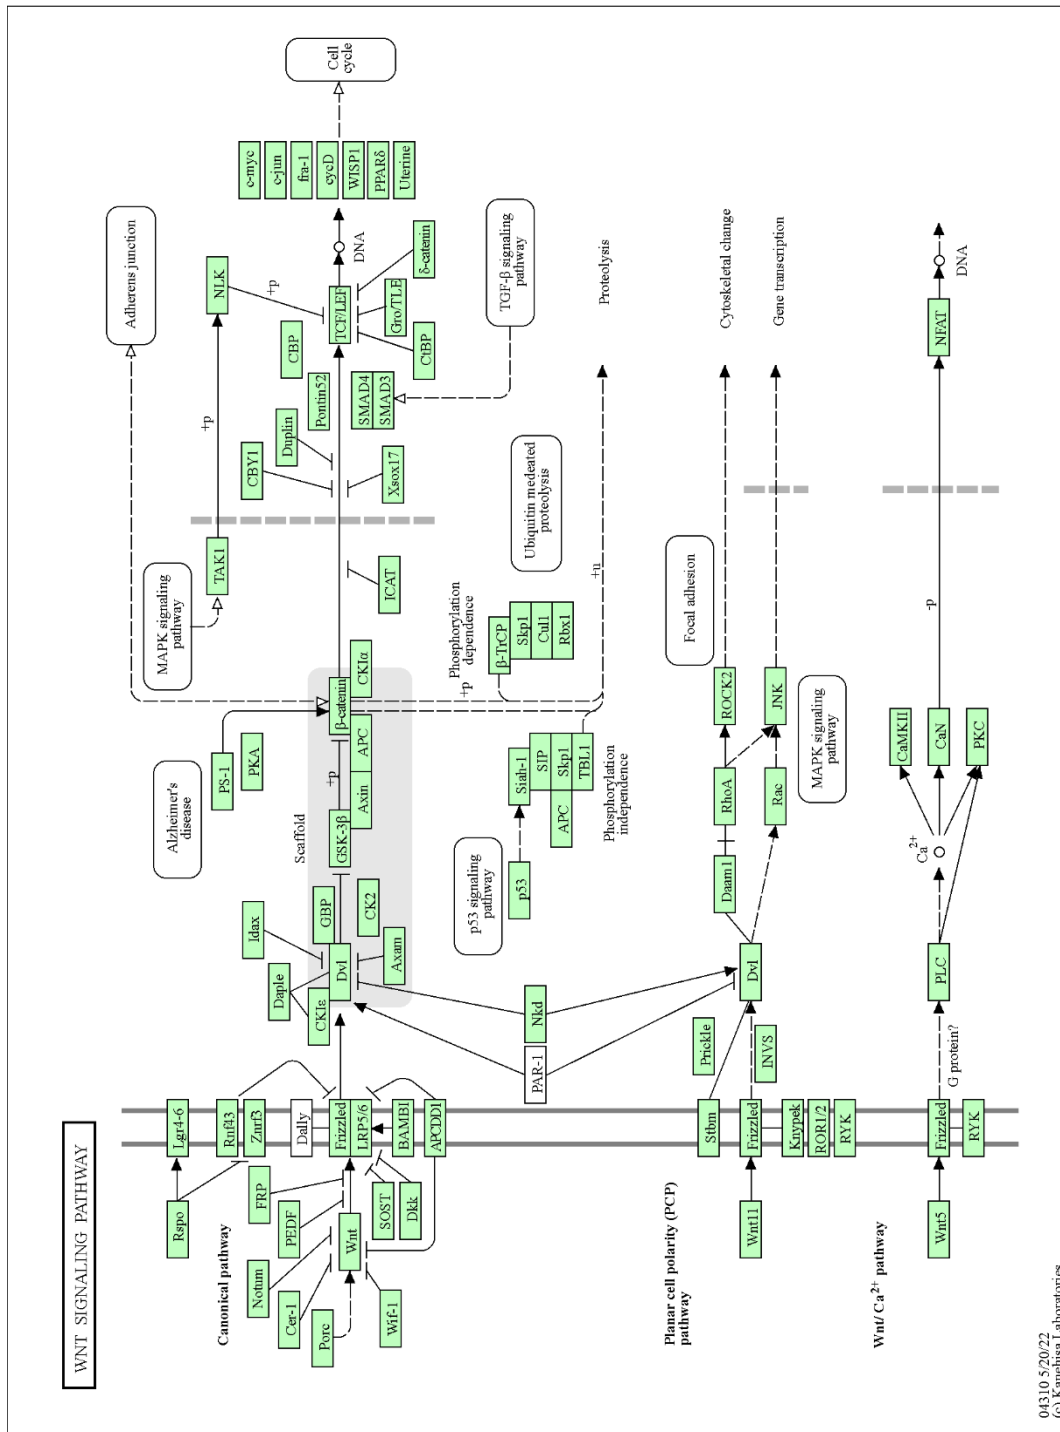 WNT SIGNALING PATHWAY
Alzheimer's
disease
MAPK signaling
pathway
Adherens junction
Lgr4-6
Rspo
Rnf43
Znrf3
PS-1
PKA
TAK1
+p
NLK
Canonical pathway
FRP
PEDF
Notum
Cer-1
Porc
Wnt
Wif-1
SOST
Dkk
Dally
Frizzled
LRP5/6
BAMBI
APCDD1
Idax
Daple
CKIε
Dvl
GBP
CK2
Axam
Scaffold
GSK-3β
+p
Axin
APC
β-catenin
CKIα
ICAT
CBY1
Duplin
Xsox17
Pontin52
CBP
SMAD4
SMAD3
+p
TCF/LEF
CtBP
Gro/TLE
δ-catenin
DNA
c-myc
c-jun
fra-1
cycD
WISP1
PPARδ
Uterine
Cell
cycle
TGF-β signaling
pathway
Phosphorylation
dependence
+p
β-TrCP
Skp1
Cul1
Rbx1
Ubiquitin medeated
proteolysis
+u
Proteolysis
p53 signaling
pathway
p53
Siah-1
SIP
Skp1
APC
TBL1
Phosphorylation
independence
PAR-1
Nkd
Planar cell polarity (PCP)
pathway
Wnt11
Stbm
Frizzled
Knypek
ROR1/2
RYK
Prickle
INVS
Dvl
Daam1
RhoA
Rac
ROCK2
JNK
Focal adhesion
MAPK signaling
pathway
Cytoskeletal change
Gene transcription
Wnt/ Ca2+ pathway
Wnt5
Frizzled
RYK
G protein?
PLC
Ca2+
CaMKII
CaN
PKC
-p
NFAT
DNA
04310 5/20/22
(c) Kanehisa Laboratories